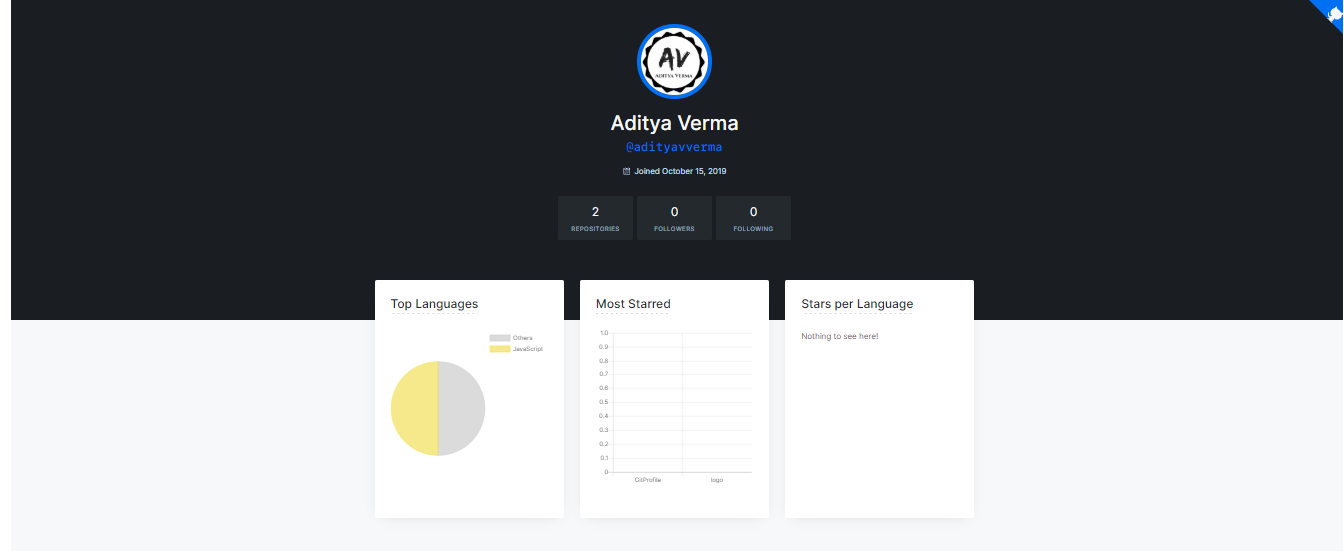 AV
ADITYA VERMA
Aditya Verma
@adityavverma
Joined October 15, 2019
2
REPOSITORIES
0
FOLLOWERS
0
FOLLOWING
Top Languages
Others
JavaScript
Most Starred
1.0
0.9
0.8
0.7
0.6
0.5
0.4
0.3
0.2
0.1
0
GitProfile
logo
Stars per Language
Nothing to see here!